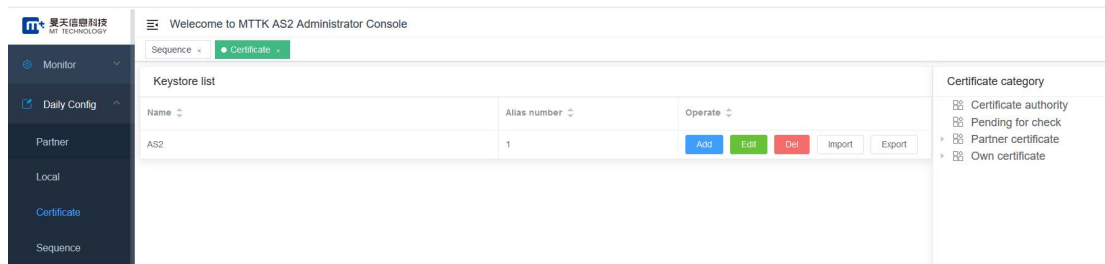 昊天信息科技
MT TECHNOLOGY
Welecome to MTTK AS2 Administrator Console
Sequence ×
Certificate ×
Monitor
Daily Config
Partner
Local
Certificate
Sequence
Keystore list
Name
Alias number
Operate
AS2
1
Add
Edit
Del
Import
Export
Certificate category
Certificate authority
Pending for check
Partner certificate
Own certificate